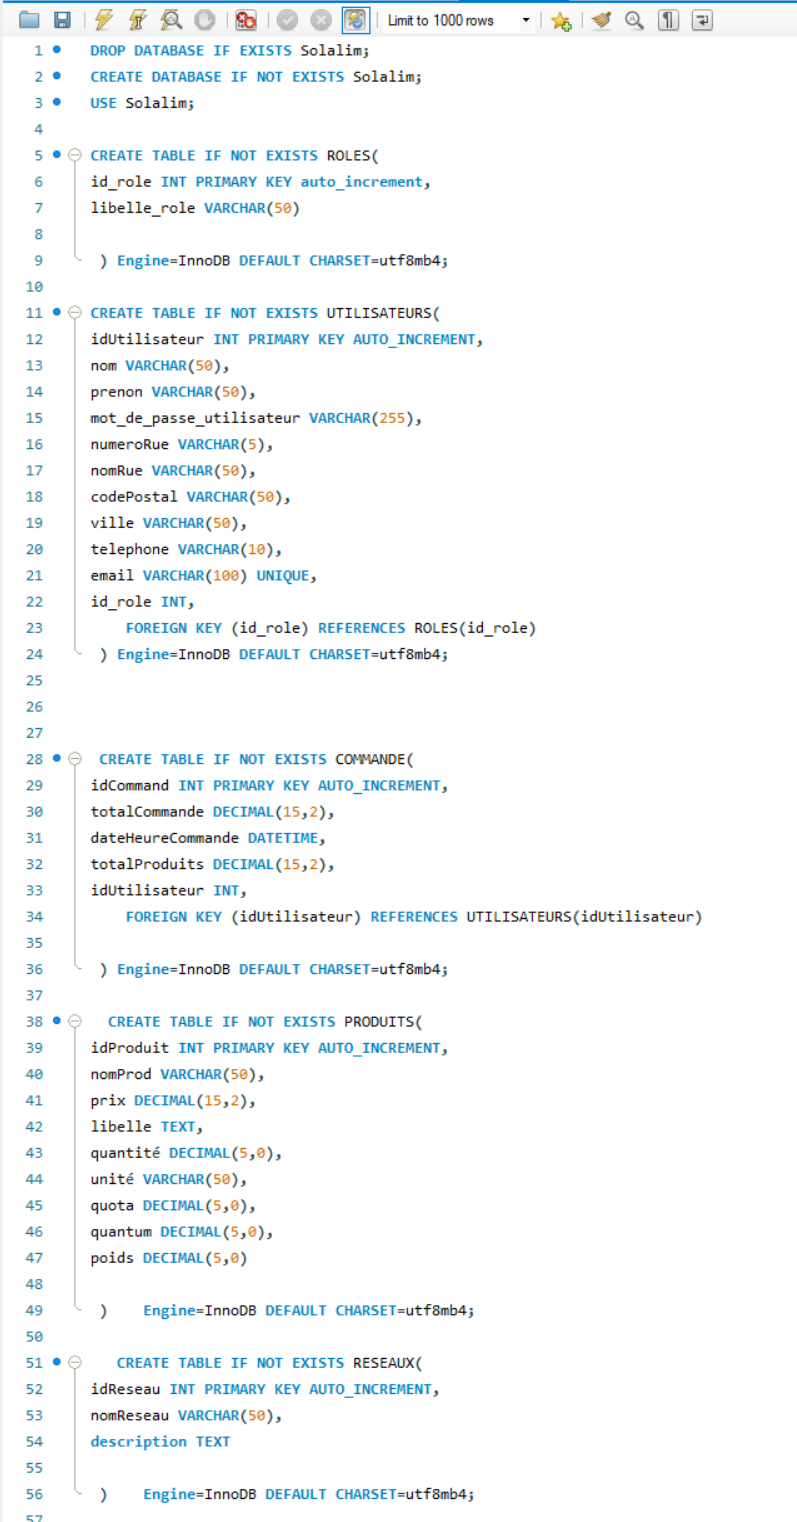 Limit to 1000 rows
1 DROP DATABASE IF EXISTS Solalim;
2 CREATE DATABASE IF NOT EXISTS Solalim;
3 USE Solalim;
4
5 CREATE TABLE IF NOT EXISTS ROLES(
6 id_role INT PRIMARY KEY auto_increment,
7 libelle_role VARCHAR(50)
8
9 ) Engine=InnoDB DEFAULT CHARSET=utf8mb4;
10
11 CREATE TABLE IF NOT EXISTS UTILISATEURS(
12 idUtilisateur INT PRIMARY KEY AUTO_INCREMENT,
13 nom VARCHAR(50),
14 prenon VARCHAR(50),
15 mot_de_passe_utilisateur VARCHAR(255),
16 numeroRue VARCHAR(5),
17 nomRue VARCHAR(50),
18 codePostal VARCHAR(50),
19 ville VARCHAR(50),
20 telephone VARCHAR(10),
21 email VARCHAR(100) UNIQUE,
22 id_role INT,
23 FOREIGN KEY (id_role) REFERENCES ROLES(id_role)
24 ) Engine=InnoDB DEFAULT CHARSET=utf8mb4;
25
26
27
28 CREATE TABLE IF NOT EXISTS COMMANDE(
29 idCommand INT PRIMARY KEY AUTO_INCREMENT,
30 totalCommande DECIMAL(15,2),
31 dateHeureCommande DATETIME,
32 totalProduits DECIMAL(15,2),
33 idUtilisateur INT,
34 FOREIGN KEY (idUtilisateur) REFERENCES UTILISATEURS(idUtilisateur)
35
36 ) Engine=InnoDB DEFAULT CHARSET=utf8mb4;
37
38 CREATE TABLE IF NOT EXISTS PRODUITS(
39 idProduit INT PRIMARY KEY AUTO_INCREMENT,
40 nomProd VARCHAR(50),
41 prix DECIMAL(15,2),
42 libelle TEXT,
43 quantité DECIMAL(5,0),
44 unité VARCHAR(50),
45 quota DECIMAL(5,0),
46 quantum DECIMAL(5,0),
47 poids DECIMAL(5,0)
48
49 ) Engine=InnoDB DEFAULT CHARSET=utf8mb4;
50
51 CREATE TABLE IF NOT EXISTS RESEAUX(
52 idReseau INT PRIMARY KEY AUTO_INCREMENT,
53 nomReseau VARCHAR(50),
54 description TEXT
55
56 ) Engine=InnoDB DEFAULT CHARSET=utf8mb4;
57